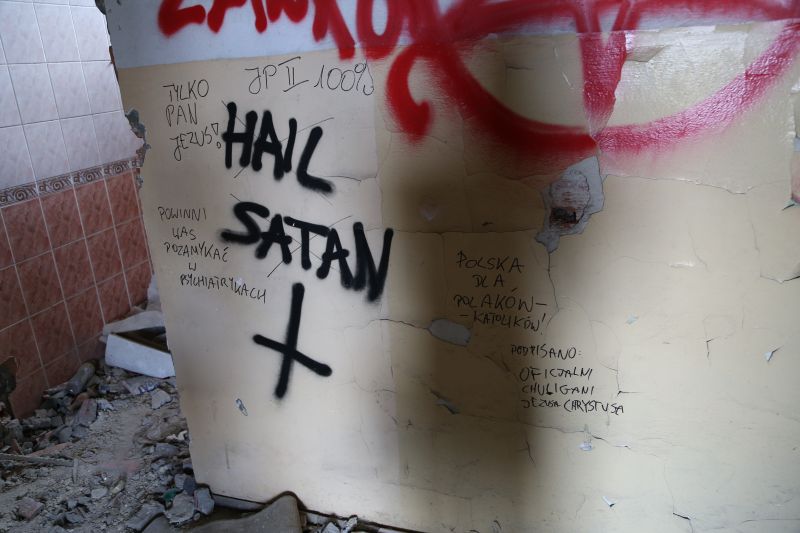 TYLKO
PAN
JEZUS!
JP II 100%
HAIL
SATAN
POWINNI
WAS
POZAMYKAĆ
W
PSYCHIATRYKACH
POLSKA
DLA
POLAKÓW-
-KATOLIKÓW!
PODPISANO:
OFICJALNI
CHULIGANI
JEZUSA CHRYSTUSA